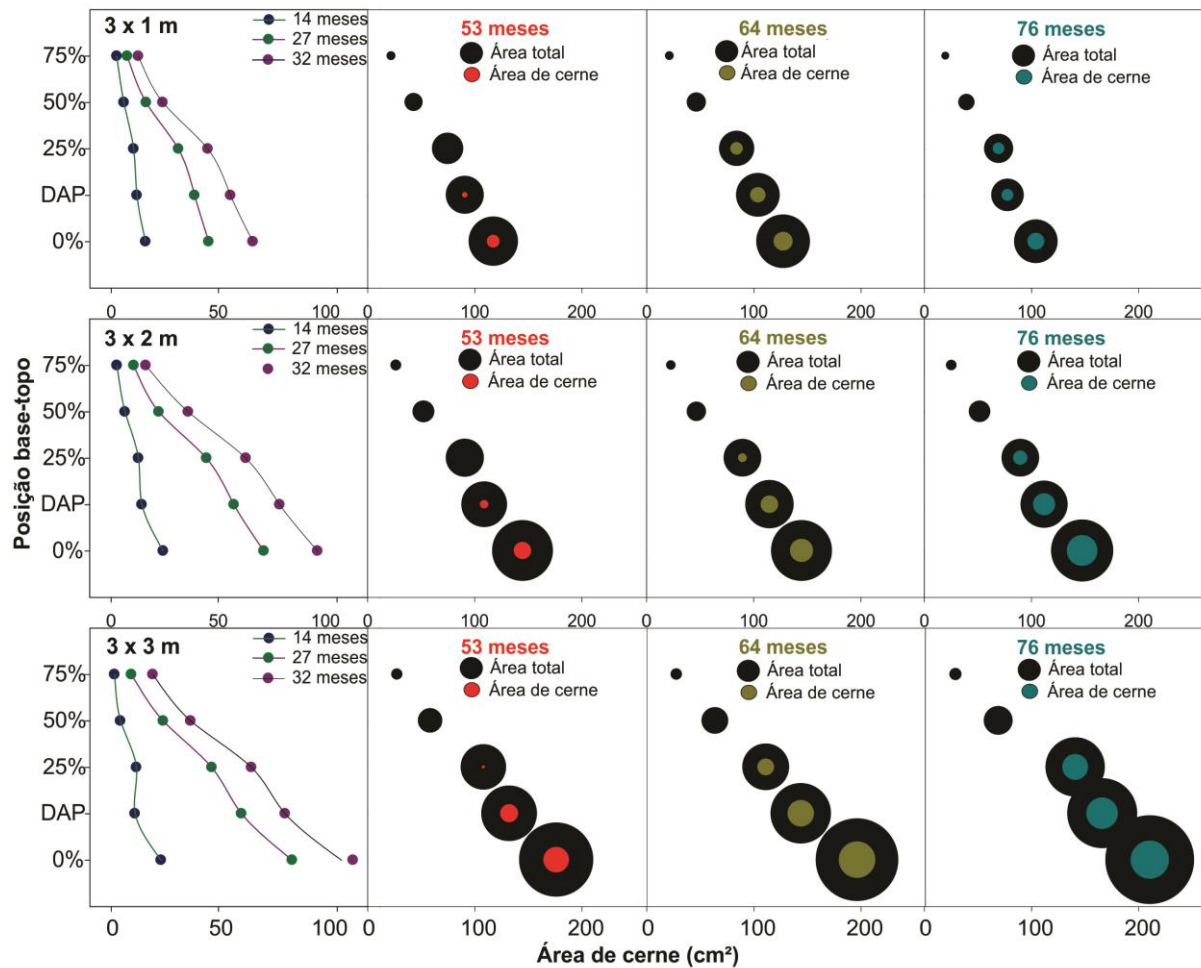 3 x 1 m
14 meses
27 meses
32 meses
53 meses
Área total
Área de cerne
64 meses
Área total
Área de cerne
76 meses
Área total
Área de cerne
75%
50%
25%
DAP
0%
0 50 100 0 100 200 0 100 200 0 100 200
3 x 2 m
14 meses
27 meses
32 meses
53 meses
Área total
Área de cerne
64 meses
Área total
Área de cerne
76 meses
Área total
Área de cerne
75%
50%
25%
DAP
0%
Posição base-topo
0 50 100 0 100 200 0 100 200 0 100 200
3 x 3 m
14 meses
27 meses
32 meses
53 meses
Área total
Área de cerne
64 meses
Área total
Área de cerne
76 meses
Área total
Área de cerne
75%
50%
25%
DAP
0%
0 50 100 0 100 200 0 100 200 0 100 200
Área de cerne (cm²)